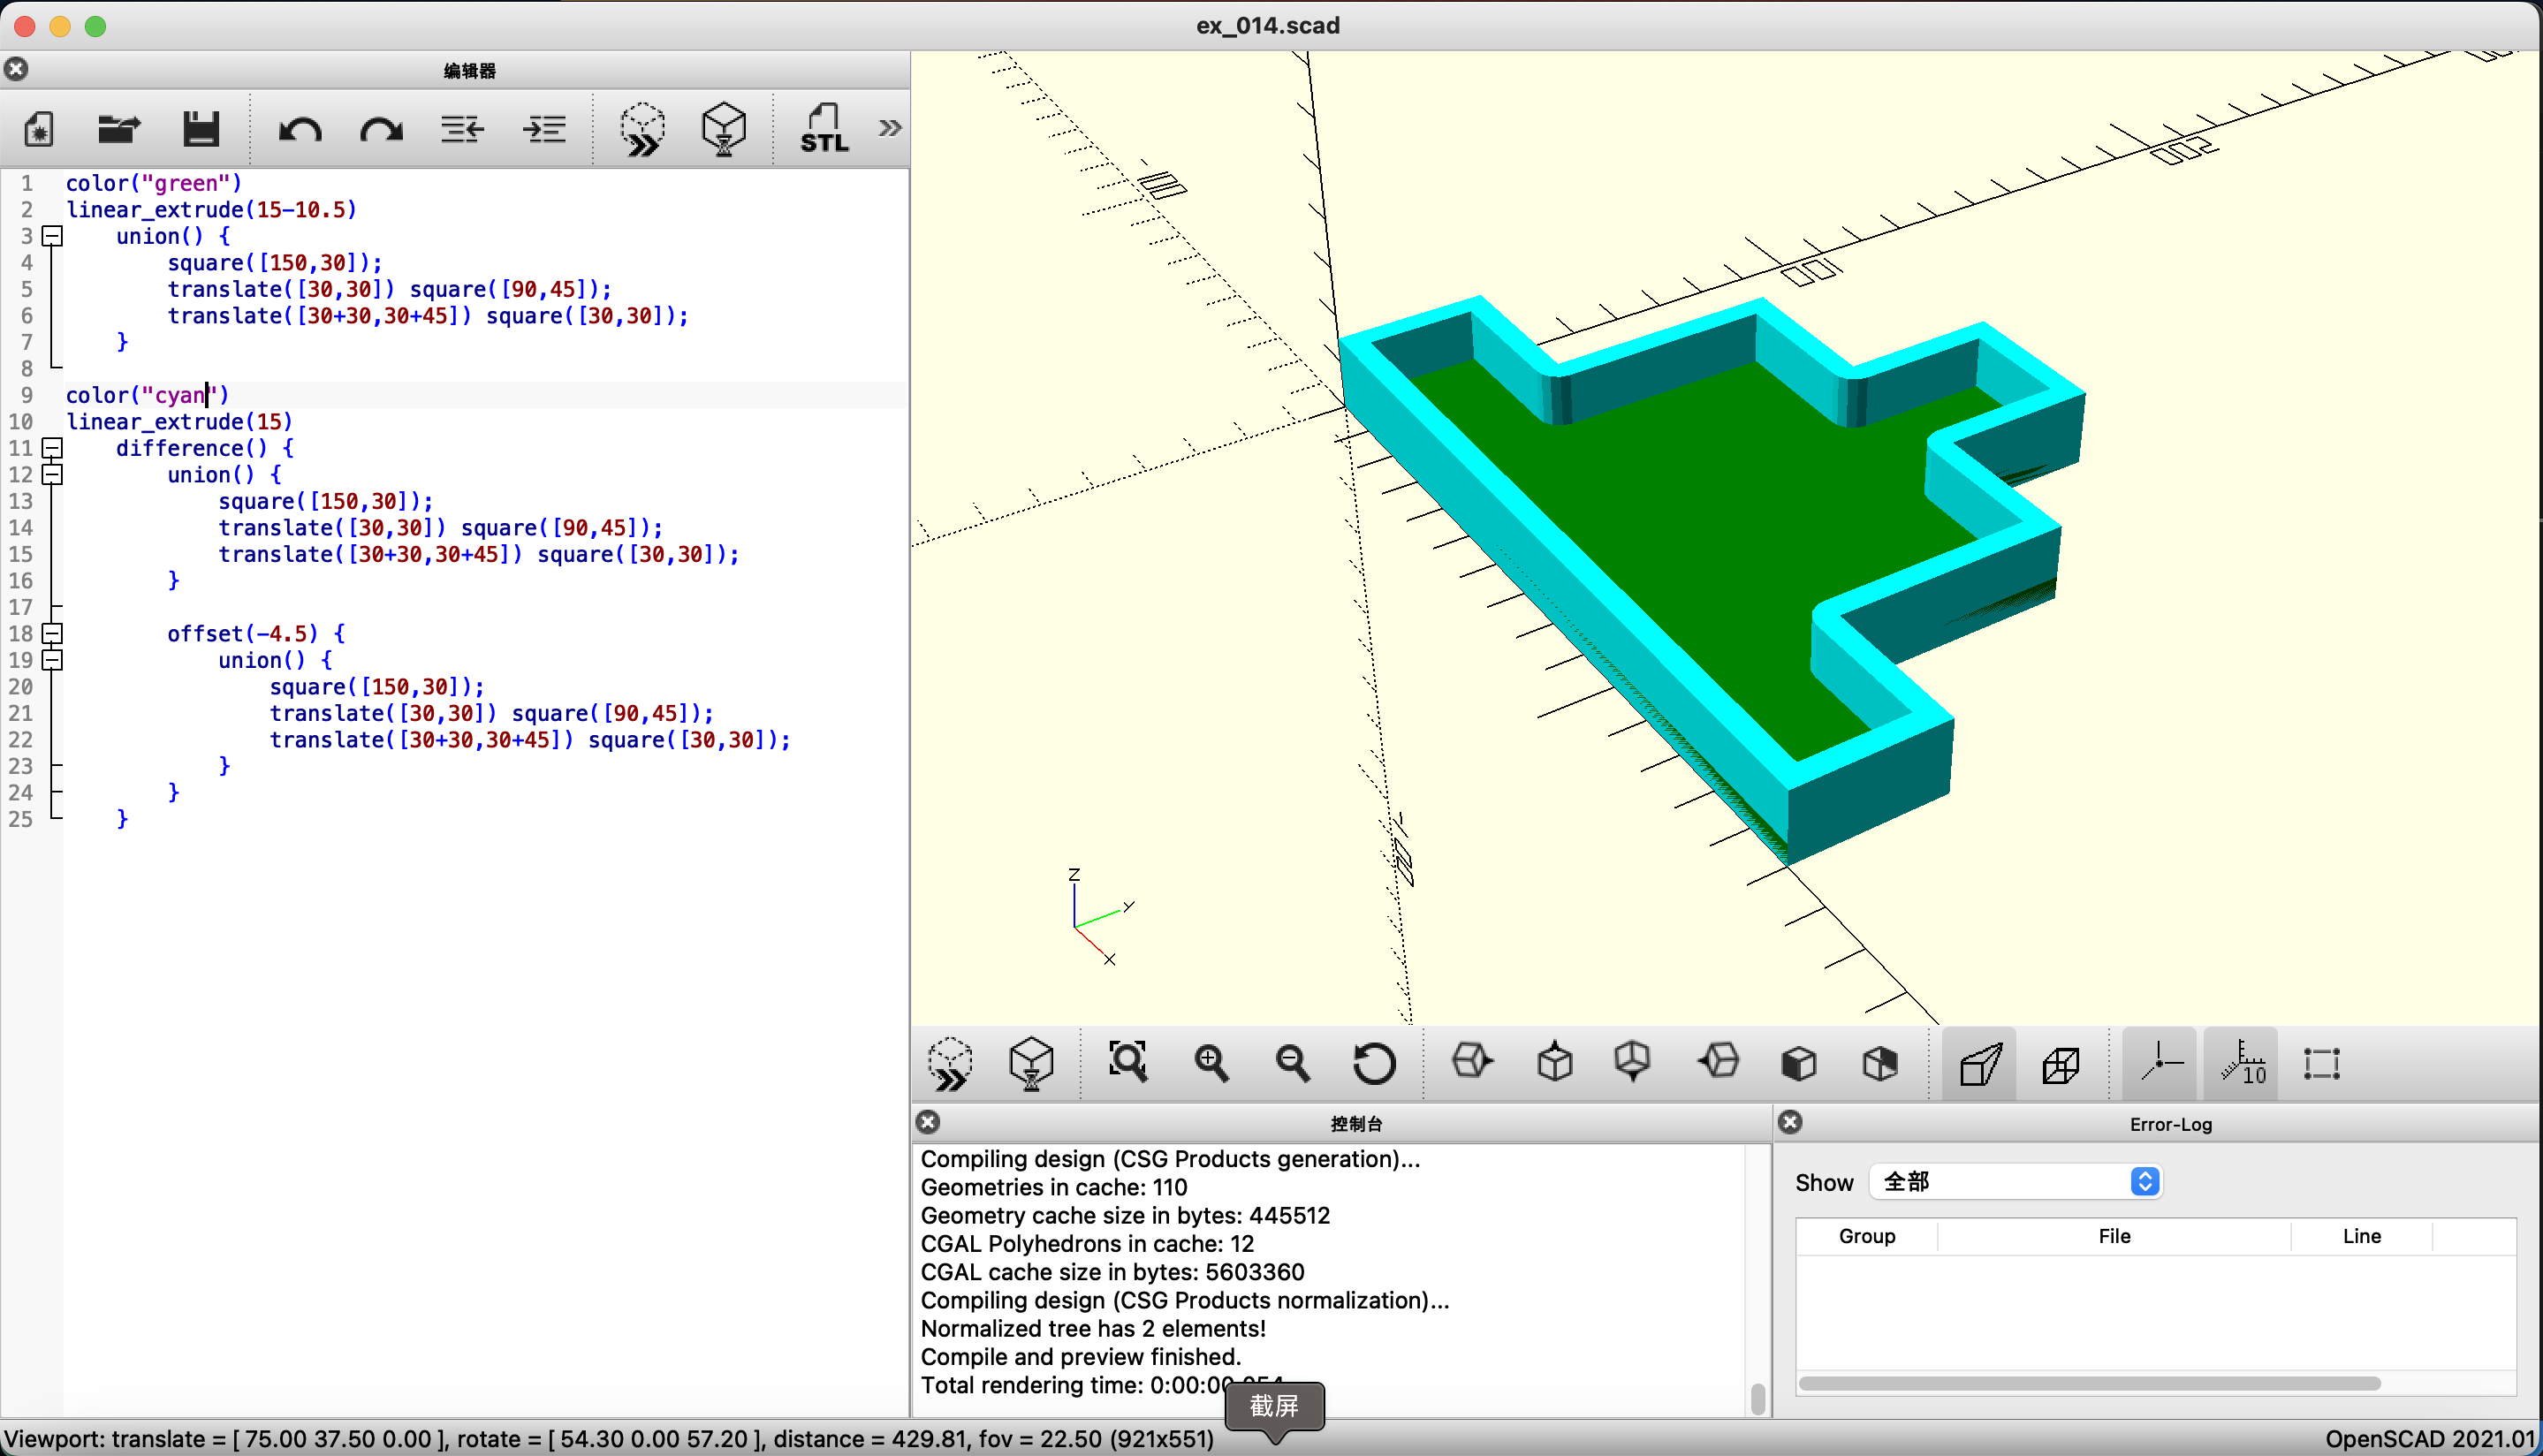 ex_014.scad
编辑器
STL
1 color("green")
2 linear_extrude(15-10.5)
3 union() {
4 square([150,30]);
5 translate([30,30]) square([90,45]);
6 translate([30+30,30+45]) square([30,30]);
7 }
8
9 color("cyan")
10 linear_extrude(15)
11 difference() {
12 union() {
13 square([150,30]);
14 translate([30,30]) square([90,45]);
15 translate([30+30,30+45]) square([30,30]);
16 }
17
18 offset(-4.5) {
19 union() {
20 square([150,30]);
21 translate([30,30]) square([90,45]);
22 translate([30+30,30+45]) square([30,30]);
23 }
24 }
25 }
200
100
Z
Y
X
10
控制台
Compiling design (CSG Products generation)...
Geometries in cache: 110
Geometry cache size in bytes: 445512
CGAL Polyhedrons in cache: 12
CGAL cache size in bytes: 5603360
Compiling design (CSG Products normalization)...
Normalized tree has 2 elements!
Compile and preview finished.
Total rendering time: 0:00:00
截屏
Error-Log
Show 全部
Group File Line
Viewport: translate = [ 75.00 37.50 0.00 ], rotate = [ 54.30 0.00 57.20 ], distance = 429.81, fov = 22.50 (921x551)
OpenSCAD 2021.01